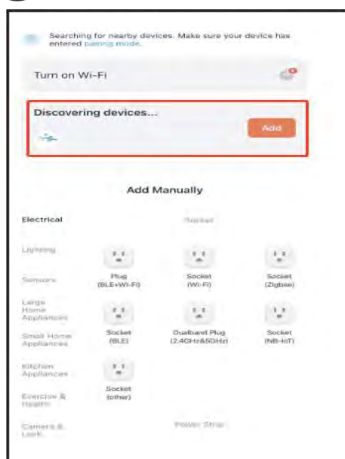 Searching for nearby devices. Make sure your device has
entered pairing mode.
Turn on Wi-Fi
Discovering devices...
Add
Add Manually
Electrical
Socket
Lighting
Plug
(BLE+Wi-Fi)
Socket
(Wi-Fi)
Socket
(Zigbee)
Sensors
Large
Home
Appliances
Small Home
Appliances
Socket
(BLE)
Dualband Plug
(2.4GHz&5GHz)
Socket
(NB-IoT)
Kitchen
Appliances
Socket
(other)
Exercise &
Health
Camera &
Lock
Power Strip